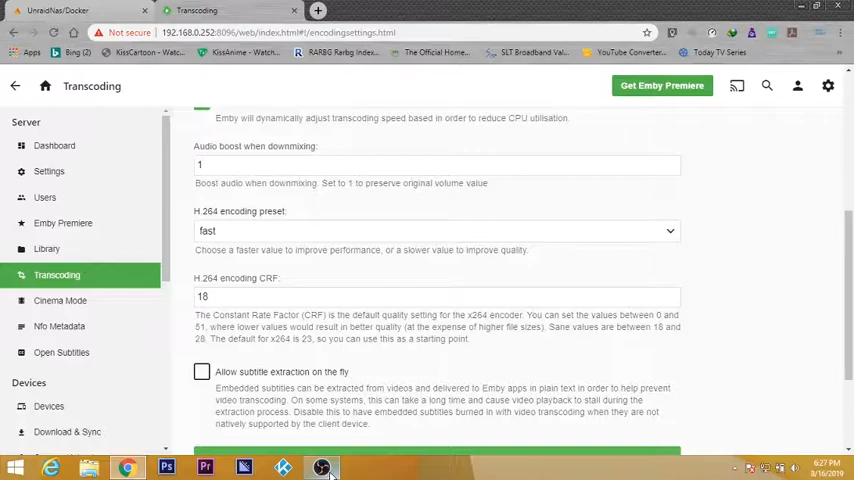 UnraidNas/Docker
Transcoding
Not secure
192.168.0.252:8096/web/index.html#!/encodingsettings.html
Apps
Bing (2)
KissCartoon - Watc...
KissAnime - Watch...
RARBG Rarbg Index...
The Official Home...
SLT Broadband Val...
YouTube Converter...
Today TV Series
Transcoding
Get Emby Premiere
Server
Dashboard
Settings
Users
Emby Premiere
Library
Transcoding
Cinema Mode
Nfo Metadata
Open Subtitles
Devices
Devices
Download & Sync
Emby will dynamically adjust transcoding speed based in order to reduce CPU utilisation.
Audio boost when downmixing:
1
Boost audio when downmixing. Set to 1 to preserve original volume value
H.264 encoding preset:
fast
Choose a faster value to improve performance, or a slower value to improve quality.
H.264 encoding CRF:
18
The Constant Rate Factor (CRF) is the default quality setting for the x264 encoder. You can set the values between 0 and
51, where lower values would result in better quality (at the expense of higher file sizes). Sane values are between 18 and
28. The default for x264 is 23, so you can use this as a starting point.
Allow subtitle extraction on the fly
Embedded subtitles can be extracted from videos and delivered to Emby apps in plain text in order to help prevent
video transcoding. On some systems, this can take a long time and cause video playback to stall during the
extraction process. Disable this to have embedded subtitles burned in with video transcoding when they are not
natively supported by the client device.
Ps
Pr
6:27 PM
8/16/2019